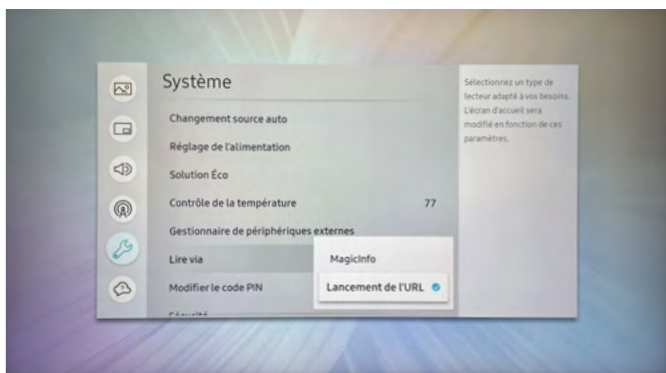 Système
Changement source auto
Réglage de l'alimentation
Solution Éco
Contrôle de la température 77
Gestionnaire de périphériques externes
Lire via
MagicInfo
Lancement de l'URL
Modifier le code PIN
Sécurité
Sélectionnez un type de
lecteur adapté à vos besoins.
L'écran d'accueil sera
modifié en fonction de ces
paramètres.